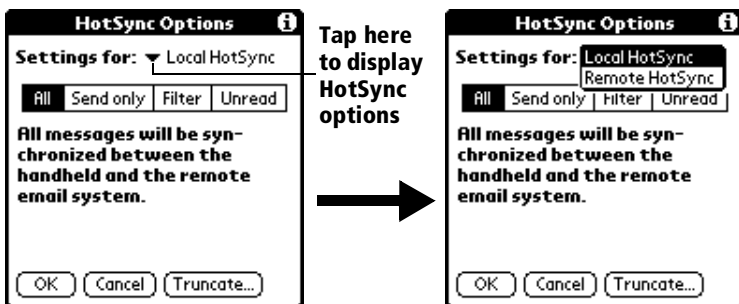 HotSync Options i
Settings for: Local HotSync
All Send only Filter Unread
All messages will be syn-
chronized between the
handheld and the remote
email system.
OK Cancel Truncate...
Tap here
to display
HotSync
options
HotSync Options i
Settings for: Local HotSync
Remote HotSync
All Send only Filter Unread
All messages will be syn-
chronized between the
handheld and the remote
email system.
OK Cancel Truncate...